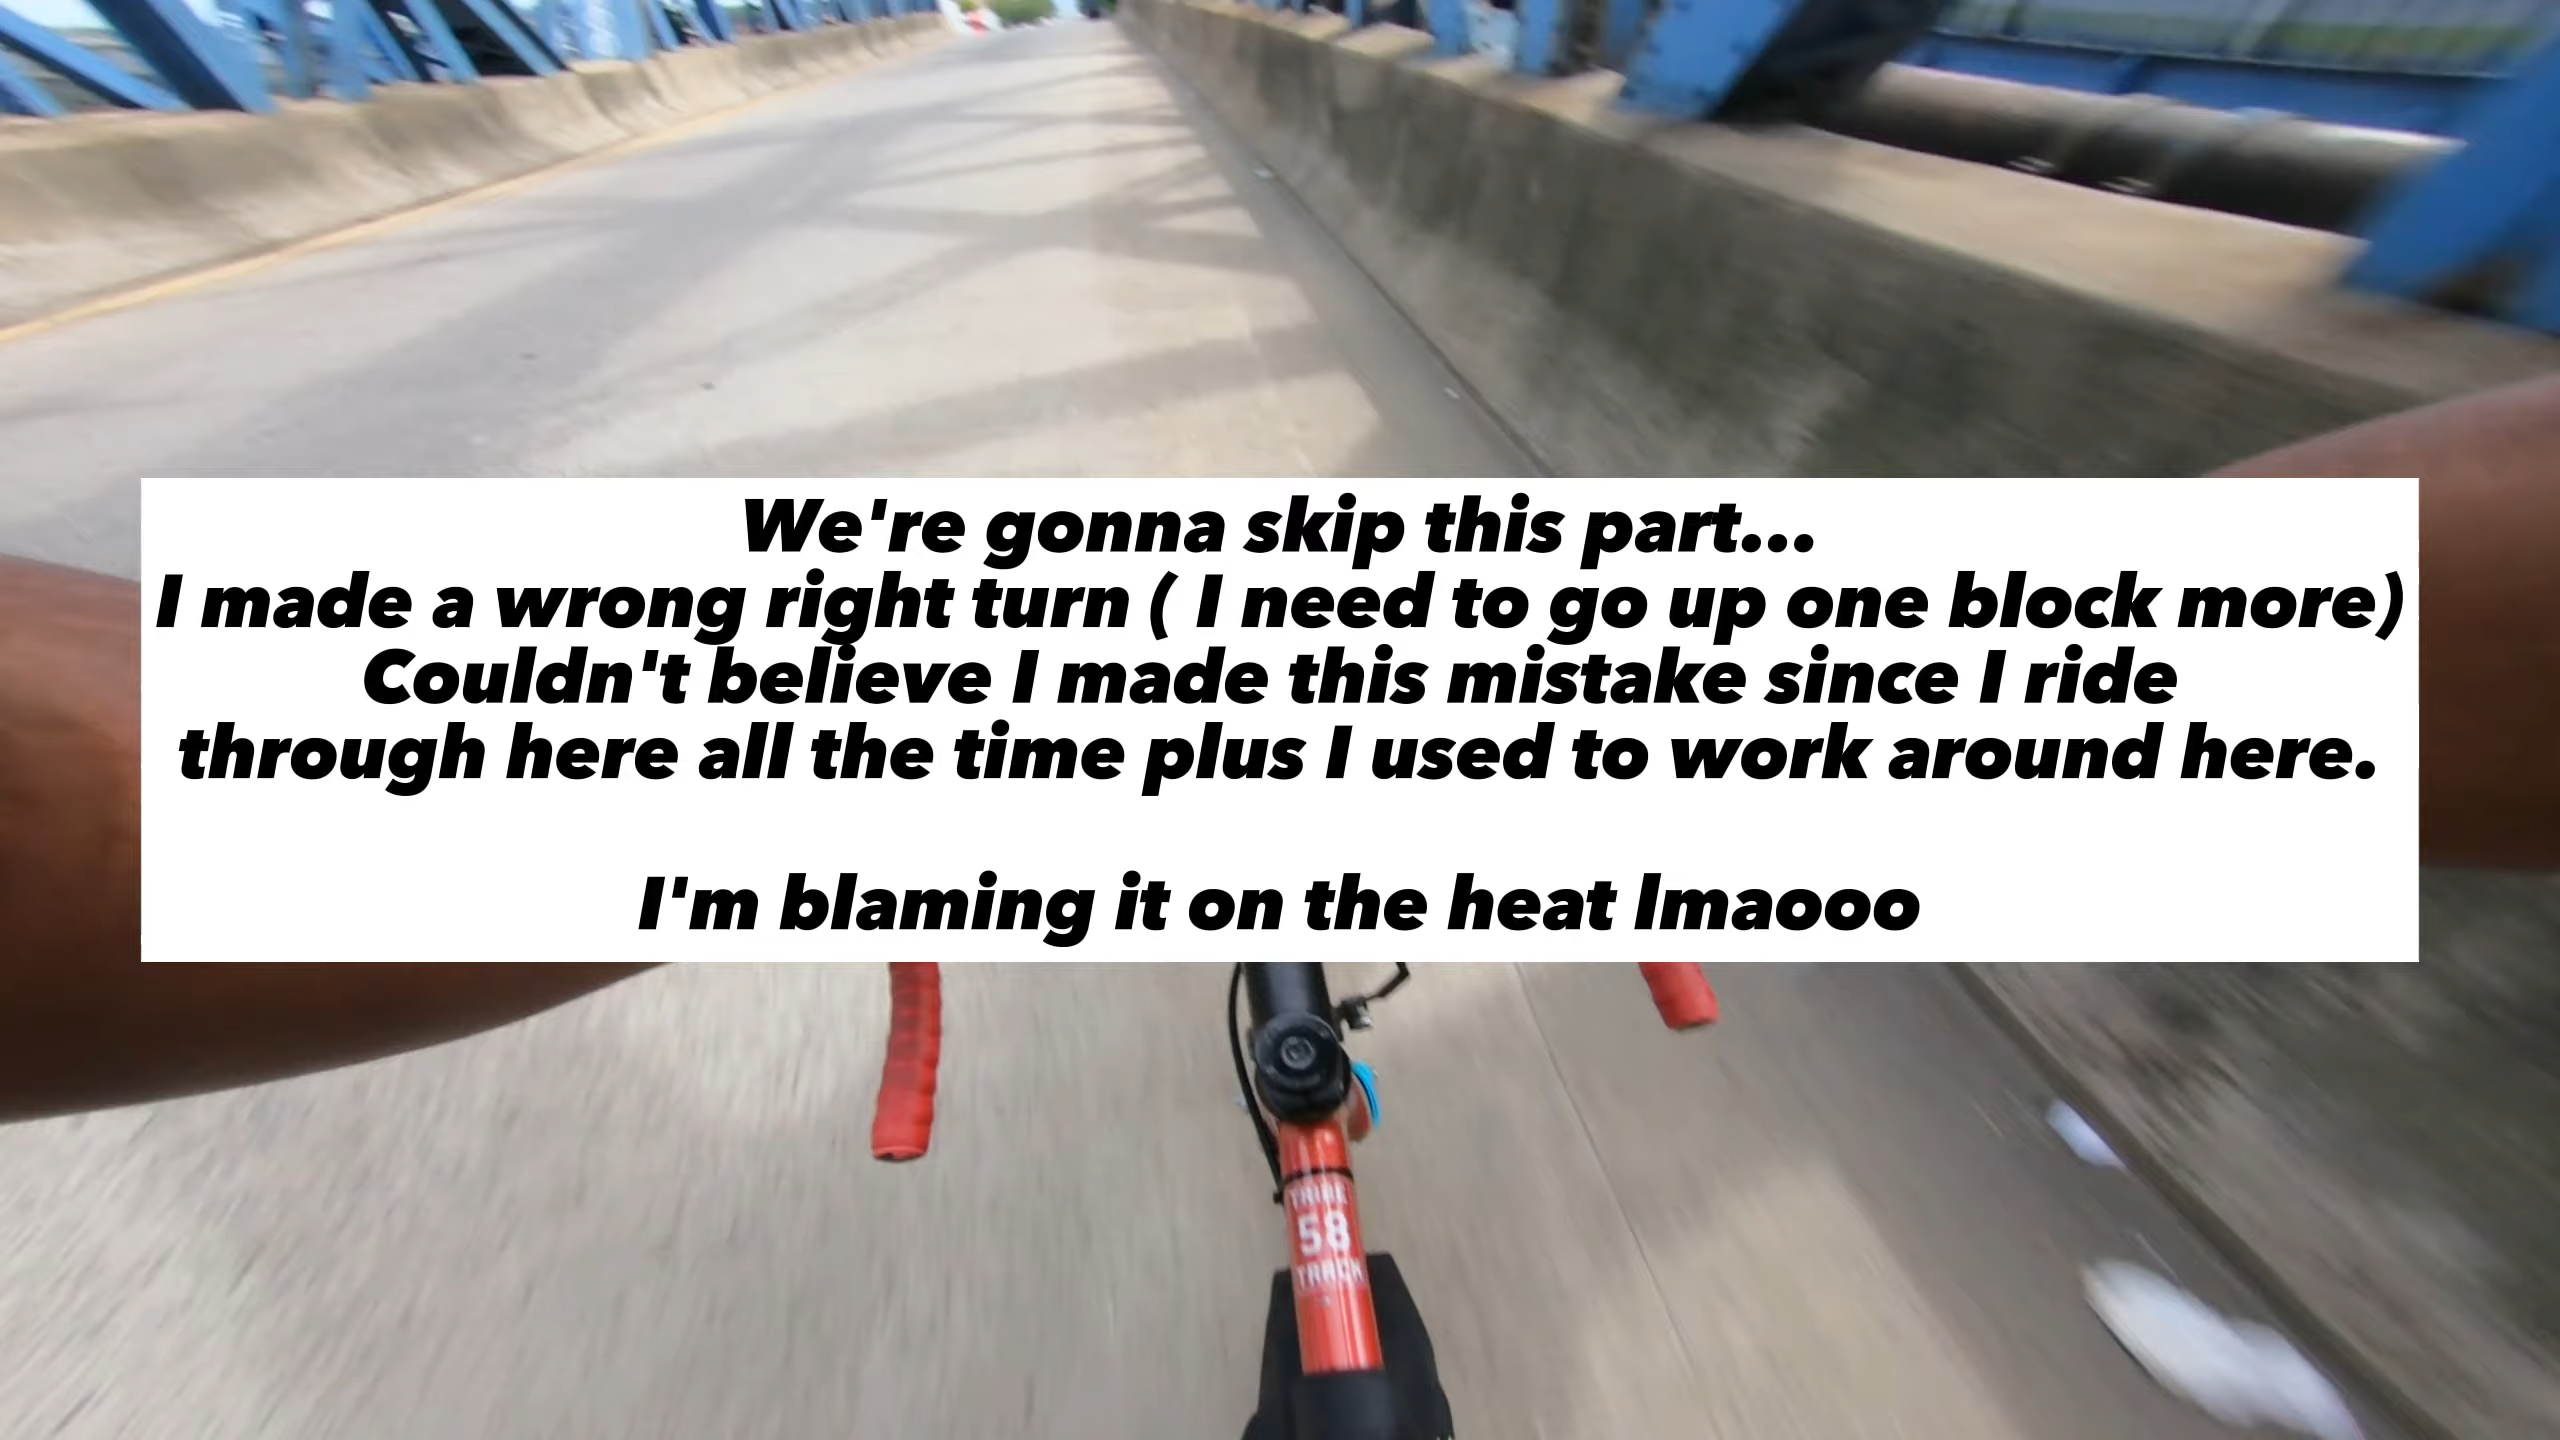 We're gonna skip this part...
I made a wrong right turn ( I need to go up one block more)
Couldn't believe I made this mistake since I ride
through here all the time plus I used to work around here.
I'm blaming it on the heat lmaooo
TRIBE
58
TRACK